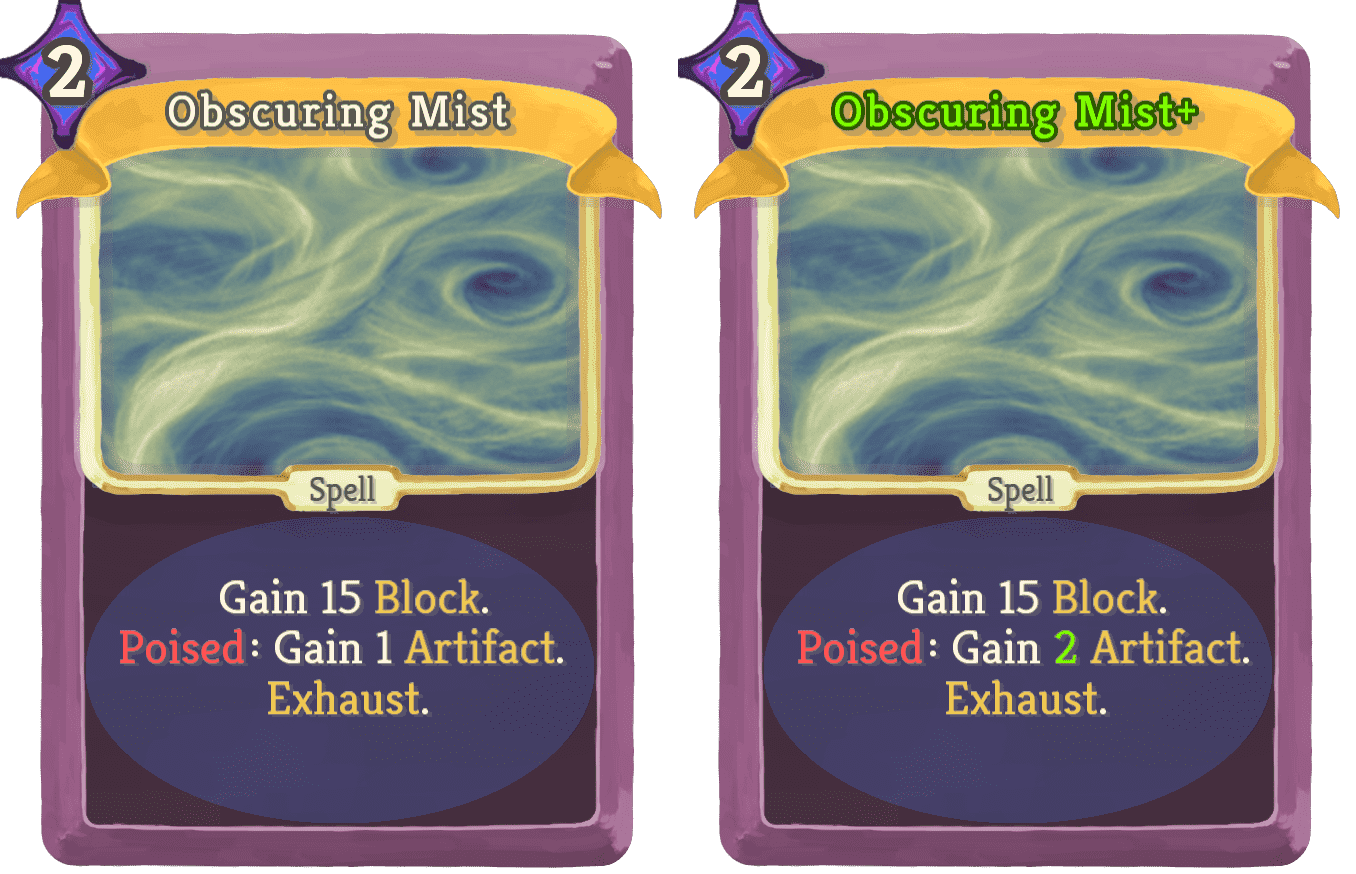 2
Obscuring Mist
Spell
Gain 15 Block.
Poised: Gain 1 Artifact.
Exhaust.
2
Obscuring Mist+
Spell
Gain 15 Block.
Poised: Gain 2 Artifact.
Exhaust.